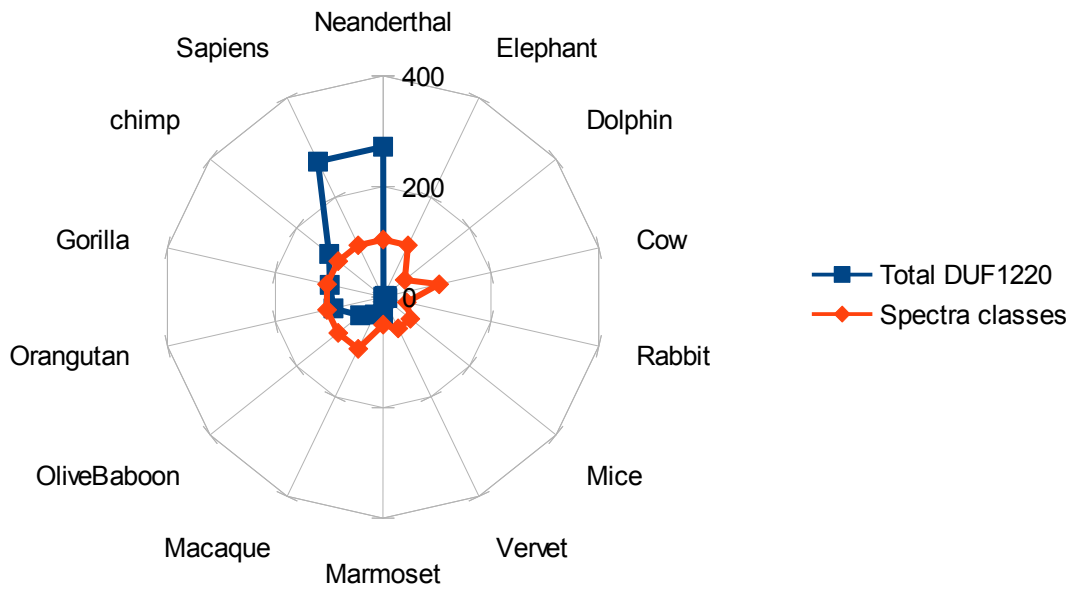 Neanderthal
Sapiens
Elephant
400
chimp
Dolphin
200
Gorilla
Cow
0
Total DUF1220
Spectra classes
Orangutan
Rabbit
OliveBaboon
Mice
Macaque
Vervet
Marmoset